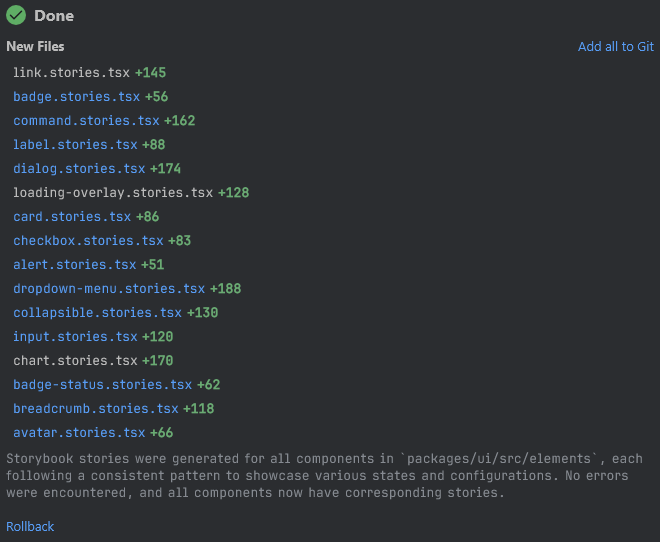 Done
New Files Add all to Git
link.stories.tsx +145
badge.stories.tsx +56
command.stories.tsx +162
label.stories.tsx +88
dialog.stories.tsx +174
loading-overlay.stories.tsx +128
card.stories.tsx +86
checkbox.stories.tsx +83
alert.stories.tsx +51
dropdown-menu.stories.tsx +188
collapsible.stories.tsx +130
input.stories.tsx +120
chart.stories.tsx +170
badge-status.stories.tsx +62
breadcrumb.stories.tsx +118
avatar.stories.tsx +66
Storybook stories were generated for all components in `packages/ui/src/elements`, each
following a consistent pattern to showcase various states and configurations. No errors
were encountered, and all components now have corresponding stories.
Rollback